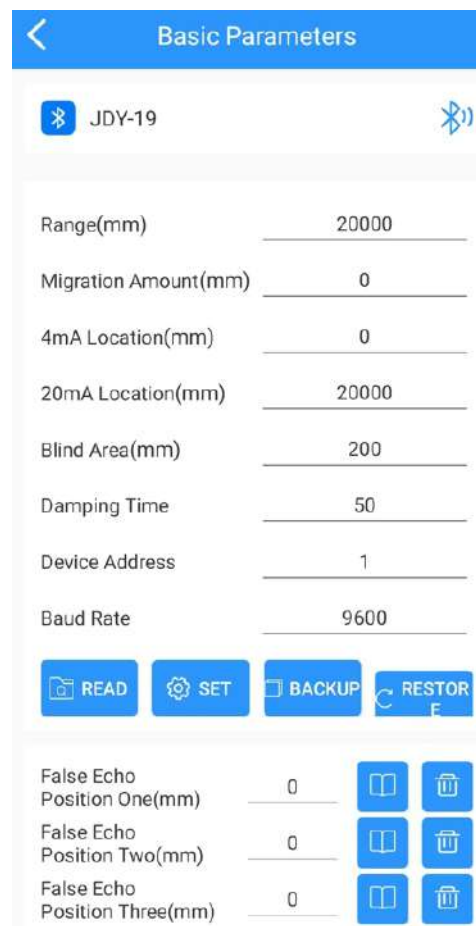 Basic Parameters
JDY-19
Range(mm) 20000
Migration Amount(mm) 0
4mA Location(mm) 0
20mA Location(mm) 20000
Blind Area(mm) 200
Damping Time 50
Device Address 1
Baud Rate 9600
READ SET BACKUP RESTOR
E
False Echo
Position One(mm) 0
False Echo
Position Two(mm) 0
False Echo
Position Three(mm) 0